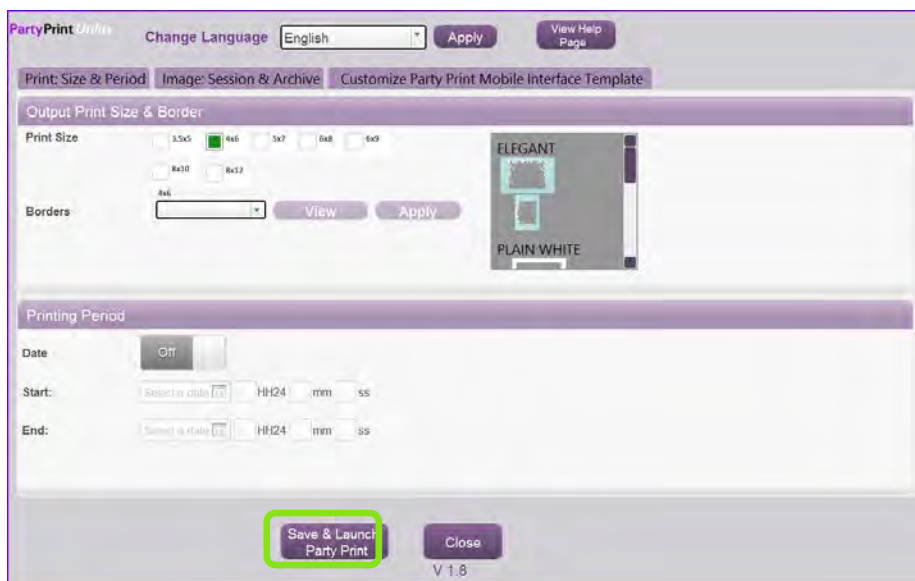 PartyPrint
Change Language English Apply View Help Page
Print: Size & Period Image: Session & Archive Customize Party Print Mobile Interface Template
Output Print Size & Border
Print Size 3.5x5 4x6 5x7 6x8 6x9
8x10 8x12
4x6
Borders View Apply
ELEGANT
PLAIN WHITE
Printing Period
Date Off
Start: Select a date HH24 mm ss
End: Select a date HH24 mm ss
Save & Launch
Party Print
Close
V 1.8